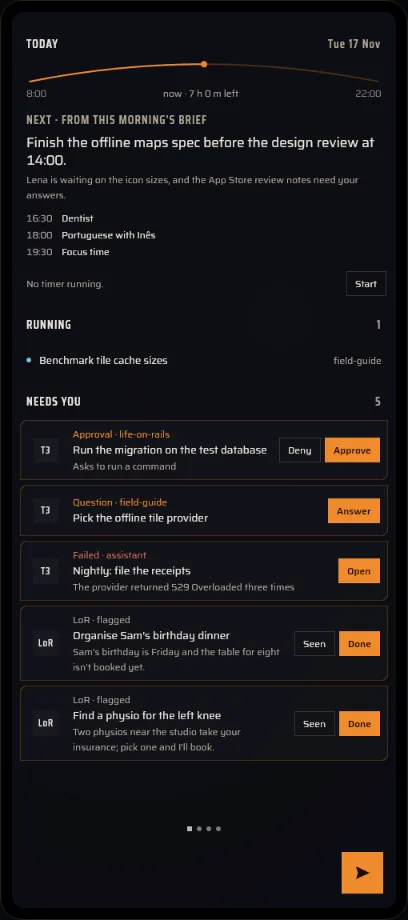 TODAY
Tue 17 Nov
8:00
now · 7 h 0 m left
22:00
NEXT · FROM THIS MORNING'S BRIEF
Finish the offline maps spec before the design review at
14:00.
Lena is waiting on the icon sizes, and the App Store review notes need your
answers.
16:30 Dentist
18:00 Portuguese with Inês
19:30 Focus time
No timer running.
Start
RUNNING
1
Benchmark tile cache sizes
field-guide
NEEDS YOU
5
T3
Approval · life-on-rails
Run the migration on the test database
Asks to run a command
Deny
Approve
T3
Question · field-guide
Pick the offline tile provider
Answer
T3
Failed · assistant
Nightly: file the receipts
The provider returned 529 Overloaded three times
Open
LoR
LoR · flagged
Organise Sam's birthday dinner
Sam's birthday is Friday and the table for eight
isn't booked yet.
Seen
Done
LoR
LoR · flagged
Find a physio for the left knee
Two physios near the studio take your
insurance; pick one and I'll book.
Seen
Done